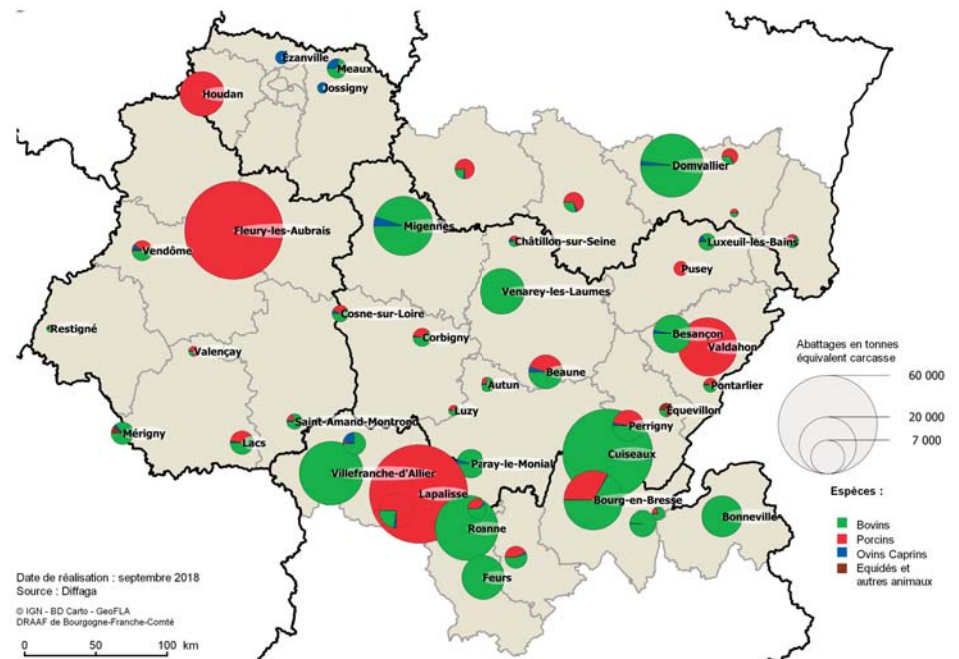 Ézanville
Meaux
Jossigny
Houdan
Domvallier
Fleury-les-Aubrais
Migennes
Châtillon-sur-Seine
Luxeuil-les-Bains
Vendôme
Pusey
Venarey-les-Laumes
Cosne-sur-Loire
Restigné
Corbigny
Besançon
Valdahon
Valençay
Beaune
Autun
Pontarlier
Luzy
Équevillon
Saint-Amand-Montrond
Perrigny
Mérigny
Lacs
Cuiseaux
Paray-le-Monial
Villefranche-d'Allier
Lapalisse
Bourg-en-Bresse
Bonneville
Roanne
Feurs
Abattages en tonnes
équivalent carcasse
60 000
20 000
7 000
Espèces :
Bovins
Porcins
Ovins Caprins
Equidés et
autres animaux
Date de réalisation : septembre 2018
Source : Diffaga
© IGN - BD Carto - GeoFLA
DRAAF de Bourgogne-Franche-Comté
0 50 100 km